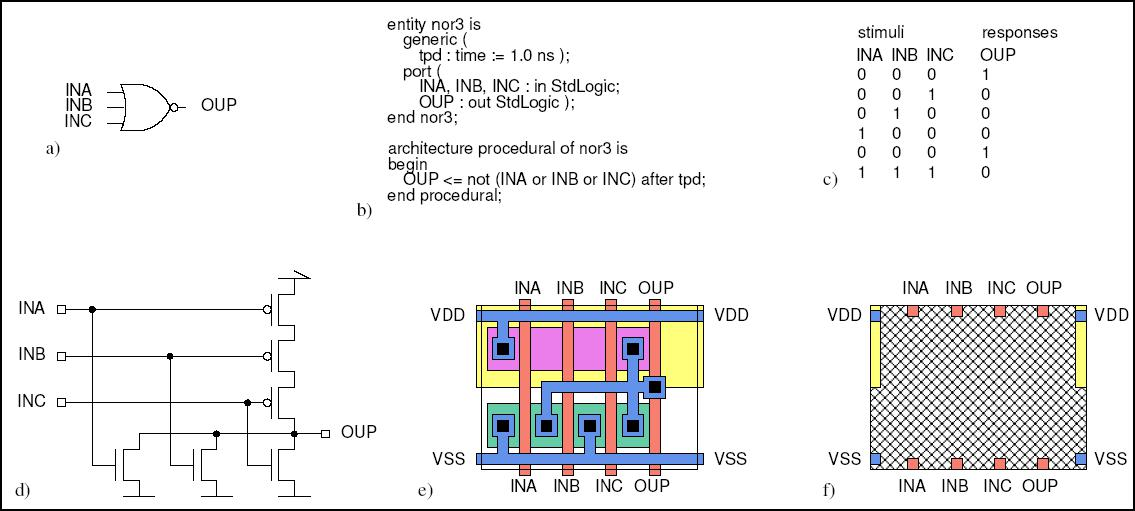 INA
INB
INC
OUP
a)
entity nor3 is
generic (
tpd : time := 1.0 ns );
port (
INA, INB, INC : in StdLogic;
OUP : out StdLogic );
end nor3;
architecture procedural of nor3 is
begin
OUP <= not (INA or INB or INC) after tpd;
end procedural;
b)
stimuli responses
INA INB INC OUP
0 0 0 1
0 0 1 0
0 1 0 0
1 0 0 0
0 0 0 1
1 1 1 0
c)
INA
INB
INC
OUP
d)
INA INB INC OUP
VDD VDD
VSS VSS
INA INB INC OUP
e)
INA INB INC OUP
VDD VDD
VSS VSS
INA INB INC OUP
f)